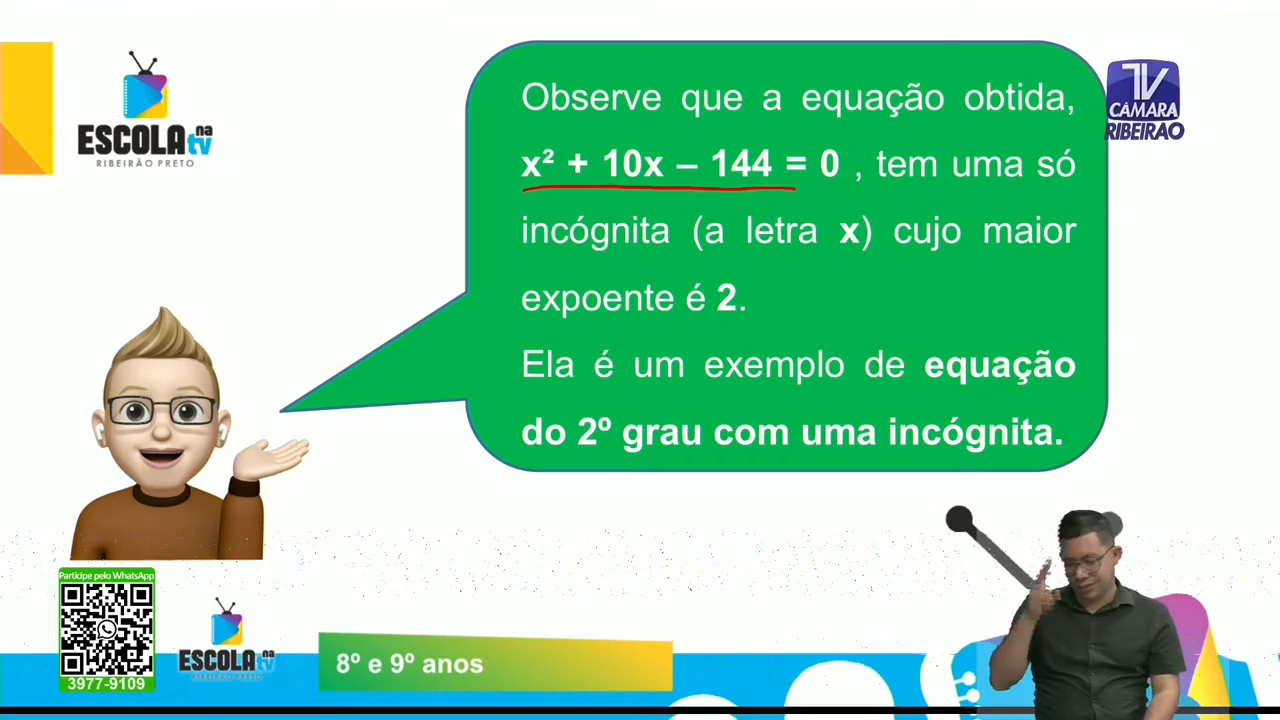 ESCOLA na tv
RIBEIRÃO PRETO
TV
CÂMARA
RIBEIRAO
Observe que a equação obtida,
x² + 10x – 144 = 0 , tem uma só
incógnita (a letra x) cujo maior
expoente é 2.
Ela é um exemplo de equação
do 2º grau com uma incógnita.
Participe pelo WhatsApp
3977-9109
ESCOLA na tv
RIBEIRÃO PRETO
8º e 9º anos